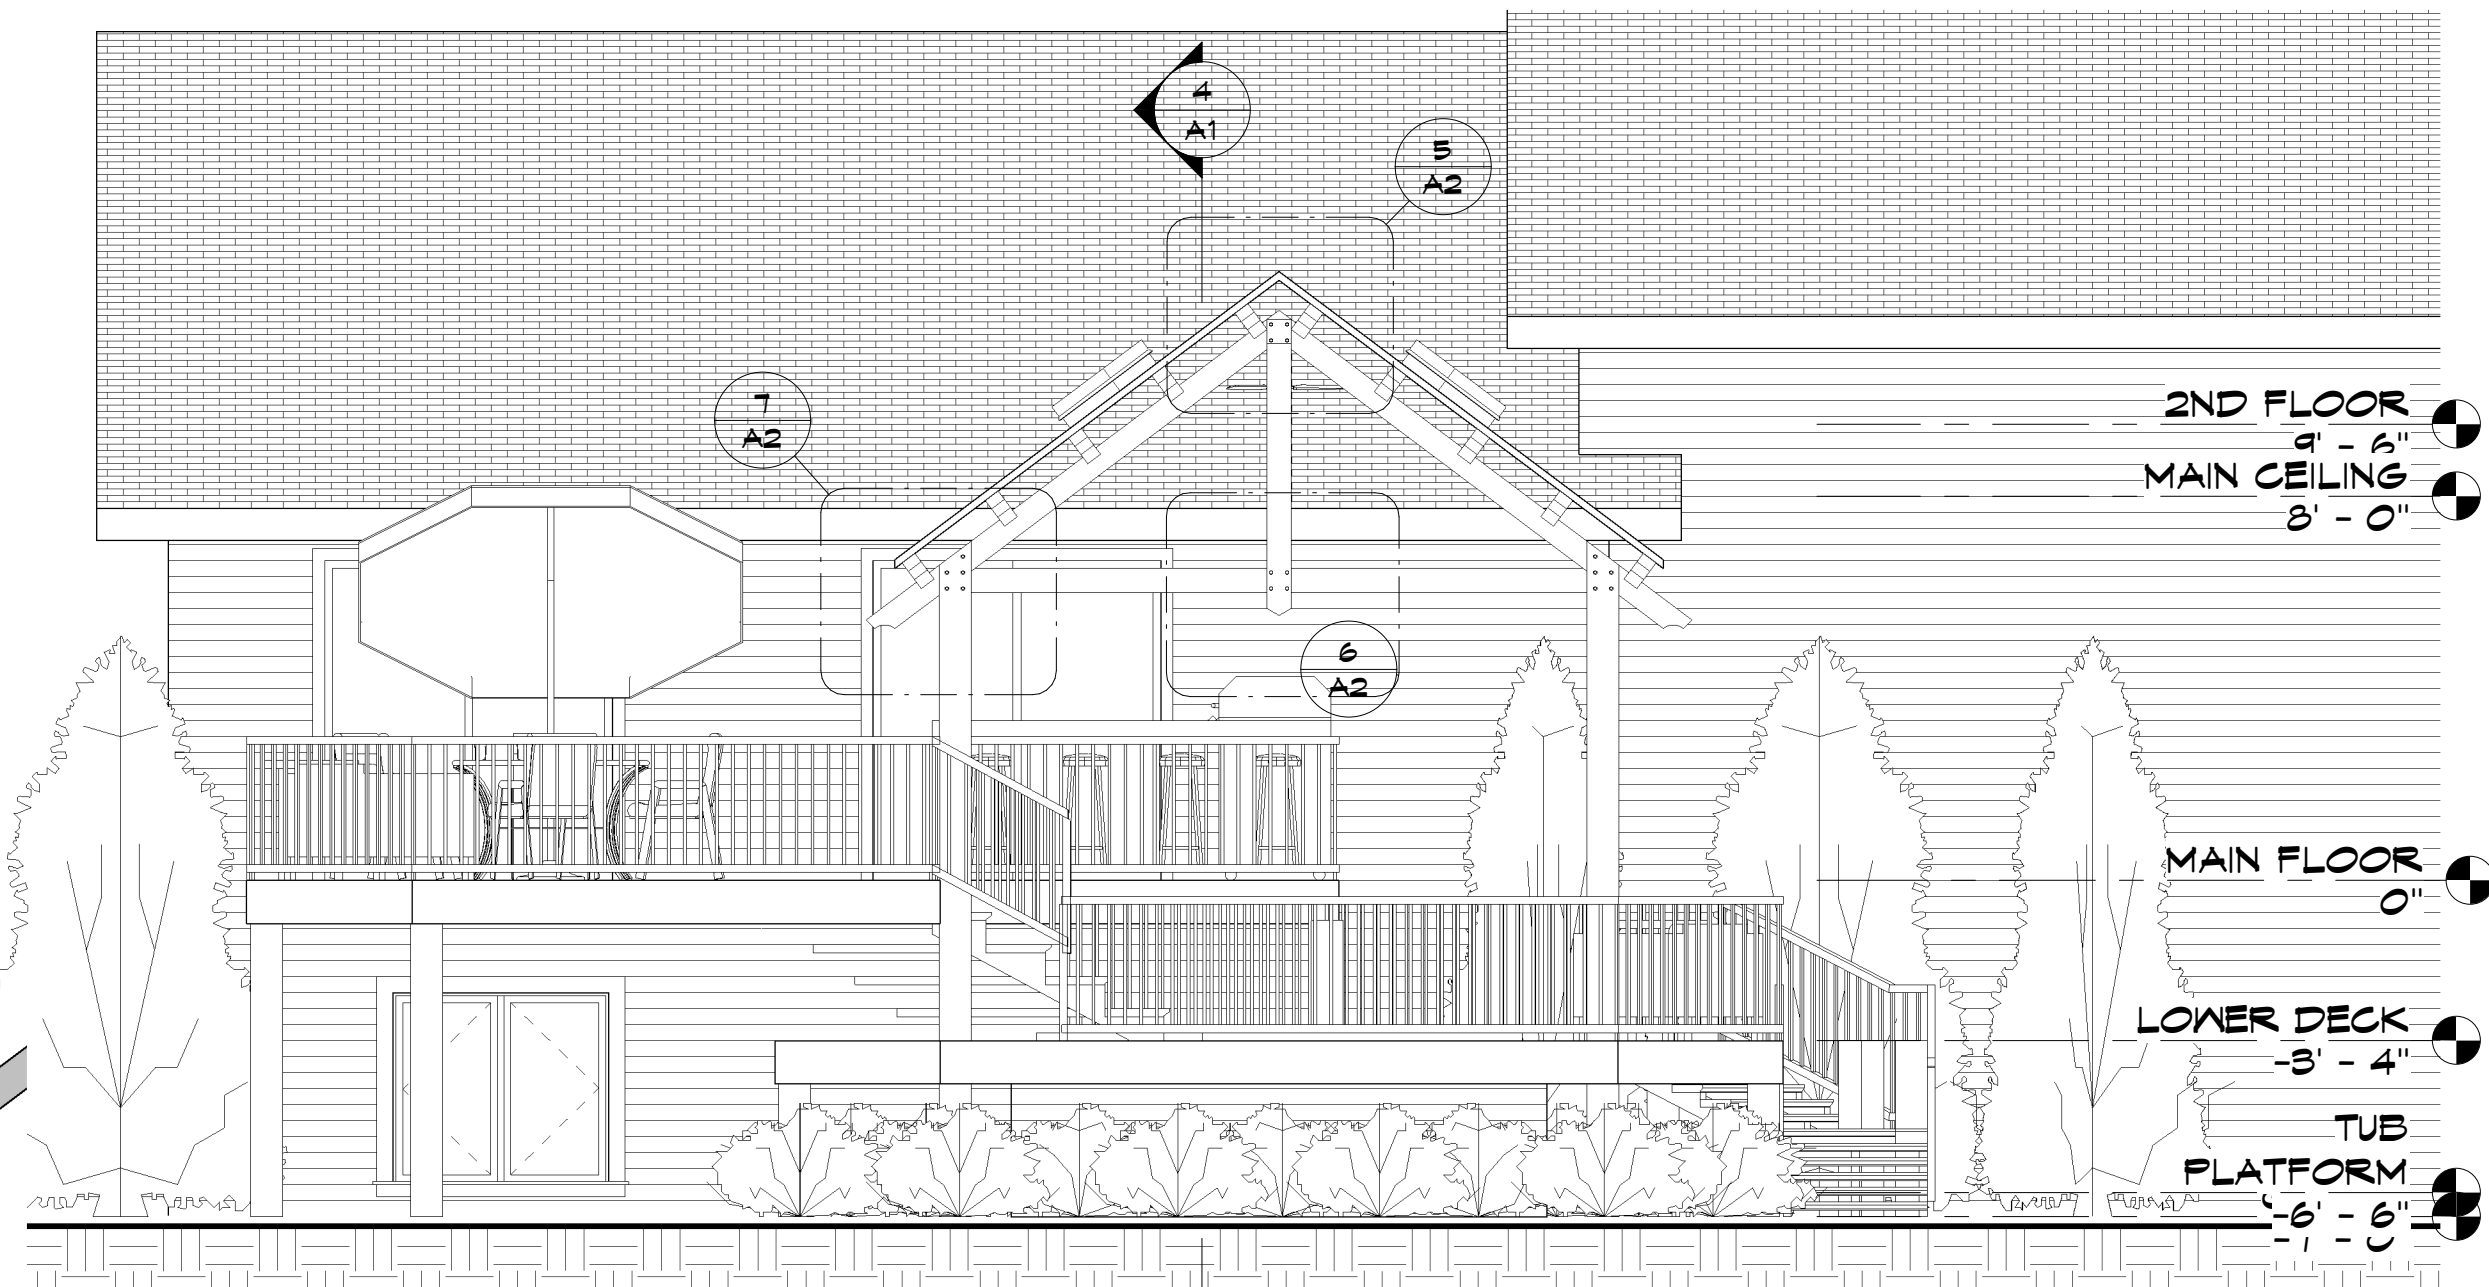 4
A1
5
A2
7
A2
6
A2
2ND FLOOR
9' - 6"
MAIN CEILING
8' - 0"
MAIN FLOOR
0"
LOWER DECK
-3' - 4"
TUB
PLATFORM
-6' - 6"